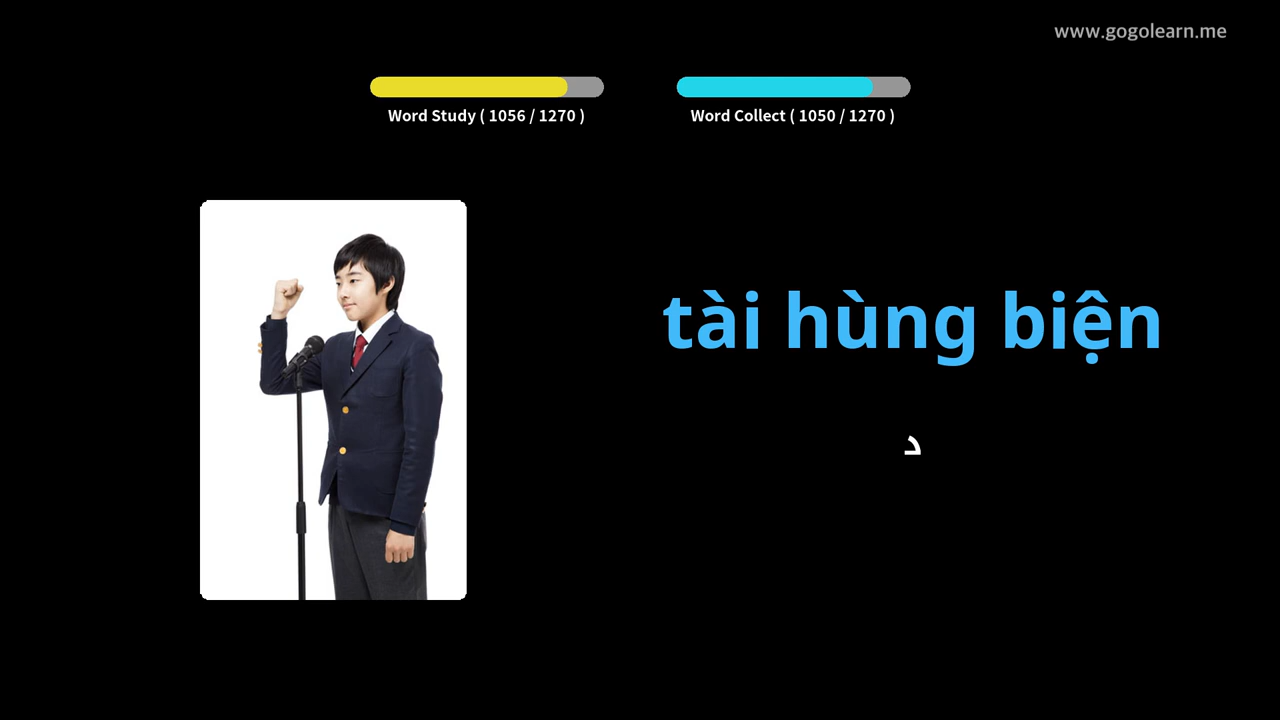 www.gogolearn.me
Word Study ( 1056 / 1270 )
Word Collect ( 1050 / 1270 )
tài hùng biện
د